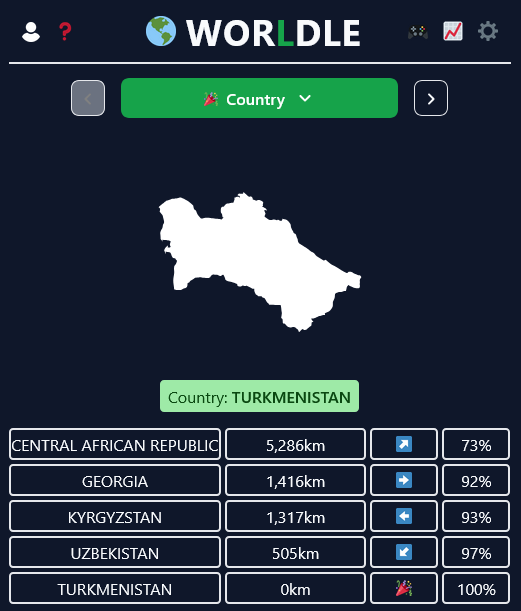 WORLDLE
Country
Country: TURKMENISTAN
CENTRAL AFRICAN REPUBLIC 5,286km 73%
GEORGIA 1,416km 92%
KYRGYZSTAN 1,317km 93%
UZBEKISTAN 505km 97%
TURKMENISTAN 0km 100%